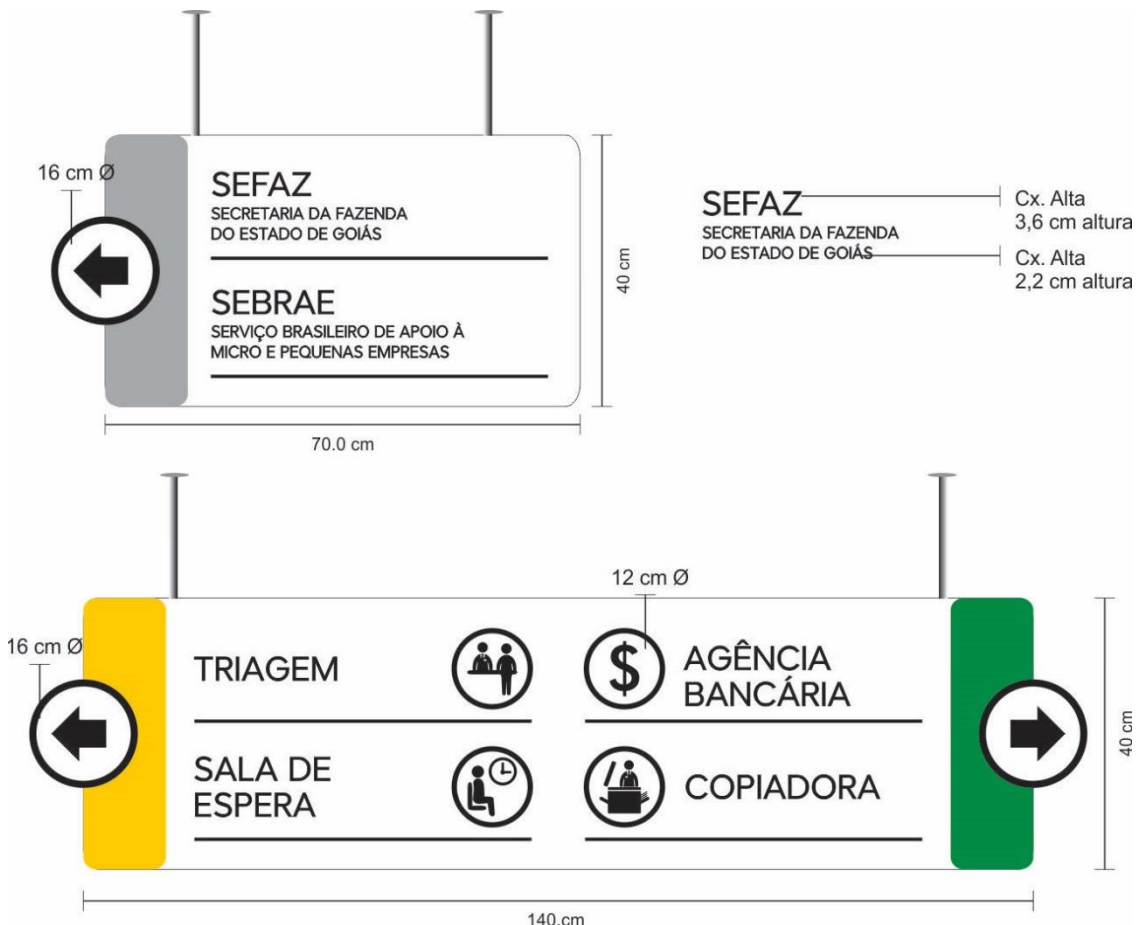 16 cm Ø
SEFAZ
SECRETARIA DA FAZENDA
DO ESTADO DE GOIÁS
SEBRAE
SERVIÇO BRASILEIRO DE APOIO À
MICRO E PEQUENAS EMPRESAS
40 cm
70.0 cm
SEFAZ
SECRETARIA DA FAZENDA
DO ESTADO DE GOIÁS
Cx. Alta
3,6 cm altura
Cx. Alta
2,2 cm altura
16 cm Ø
12 cm Ø
TRIAGEM
SALA DE
ESPERA
$
AGÊNCIA
BANCÁRIA
COPIADORA
40 cm
140.cm